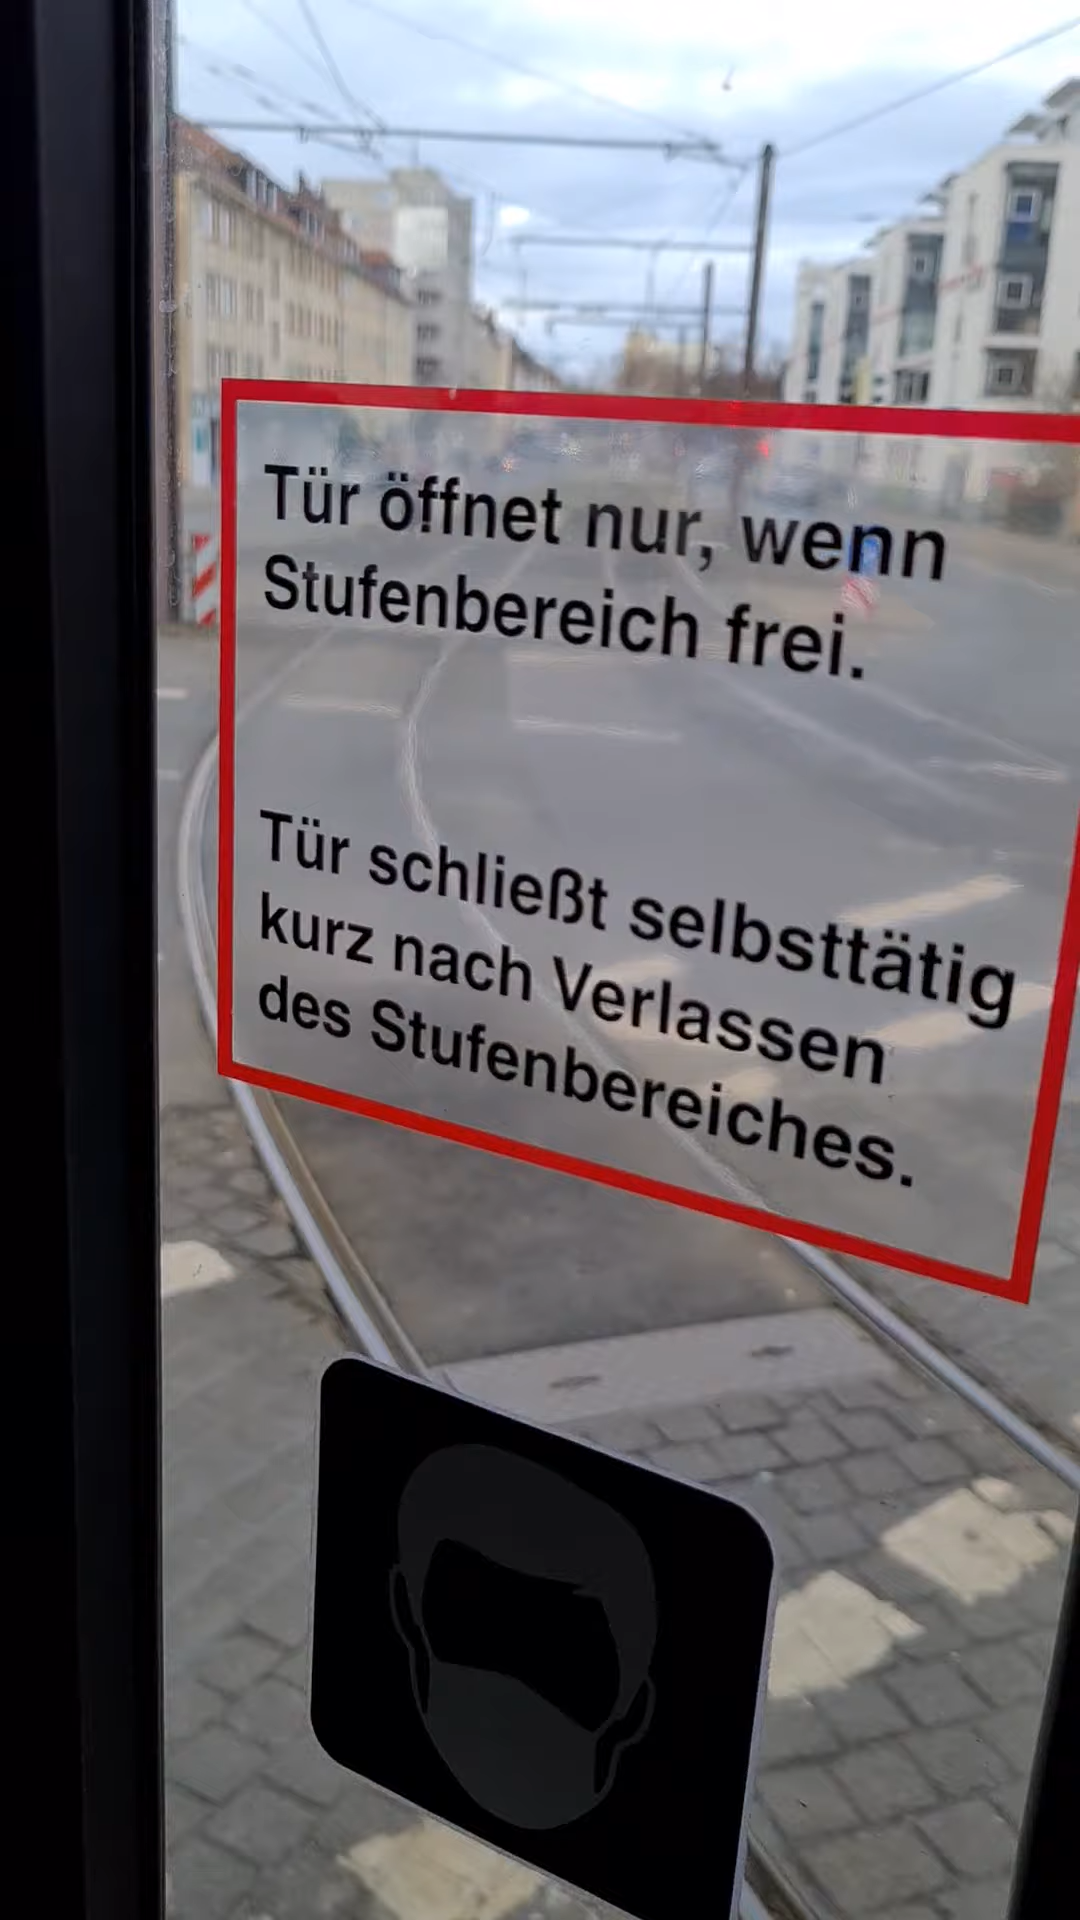 Tür öffnet nur, wenn
Stufenbereich frei.
Tür schließt selbsttätig
kurz nach Verlassen
des Stufenbereiches.